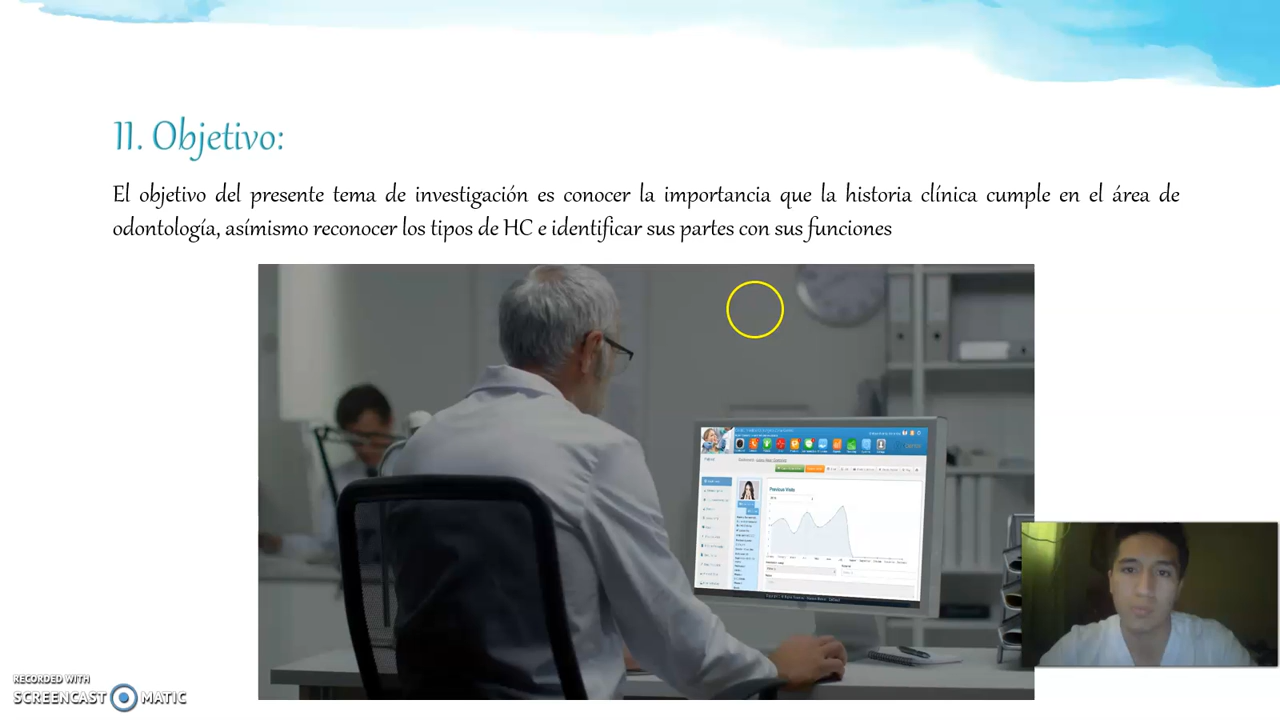 II. Objetivo:
El objetivo del presente tema de investigación es conocer la importancia que la historia clínica cumple en el área de
odontología, asímismo reconocer los tipos de HC e identificar sus partes con sus funciones
Previous Visits
RECORDED WITH
SCREENCAST MATIC